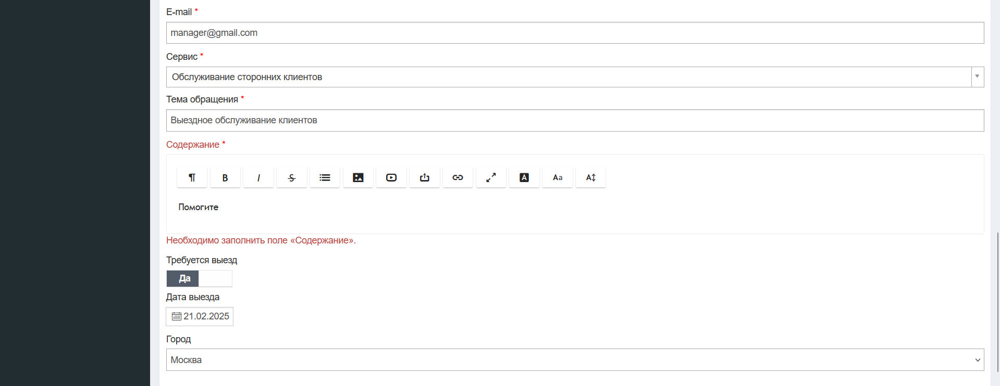 E-mail *
manager@gmail.com
Сервис *
Обслуживание сторонних клиентов
Тема обращения *
Выездное обслуживание клиентов
Содержание *
¶ B I S A Aa A↕
Помогите
Необходимо заполнить поле «Содержание».
Требуется выезд
Да
Дата выезда
21.02.2025
Город
Москва